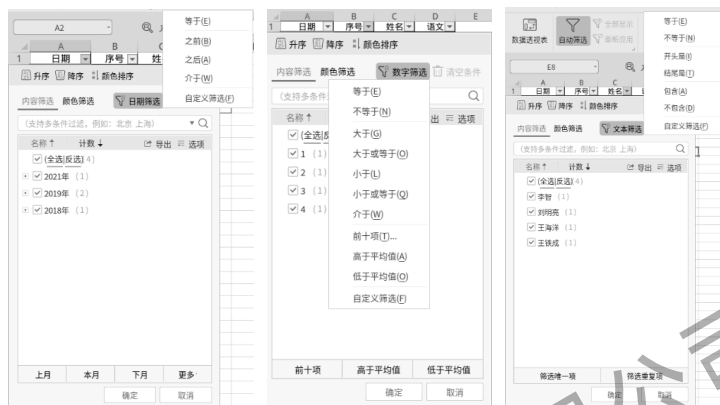 A2
等于(E)
之前(B)
之后(A)
介于(W)
自定义筛选(F)
A B
1 日期 序号 姓
升序 降序 颜色排序
内容筛选 颜色筛选 日期筛选
(支持多条件过滤，例如：北京 上海)
名称 计数 导出 选项
(全选|反选) (4)
2021年 (1)
2019年 (2)
2018年 (1)
上月 本月 下月 更多
确定 取消
A B C D E
1 日期 序号 姓名 语文
升序 降序 颜色排序
内容筛选 颜色筛选 数字筛选 清空条件
(支持多条件
名称 出 选项
(全选
1 (1)
2 (1)
3 (1)
4 (1)
等于(E)
不等于(N)
大于(G)
大于或等于(O)
小于(L)
小于或等于(Q)
介于(W)
前十项(T)...
高于平均值(A)
低于平均值(O)
自定义筛选(F)
前十项 高于平均值 低于平均值
确定 取消
数据透视表 自动筛选 全部显示
重新应用
等于(E)
不等于(N)
开头是(I)
结尾是(T)
包含(A)
不包含(D)
自定义筛选(F)
E8
A B C
1 日期 序号 姓名
升序 降序 颜色排序
内容筛选 颜色筛选 文本筛选
(支持多条件过滤，例如：北京 上海)
名称 计数 导出 选项
(全选|反选) (4)
李智 (1)
刘明亮 (1)
王海洋 (1)
王铁成 (1)
筛选唯一项 筛选重复项
确定 取消
公司